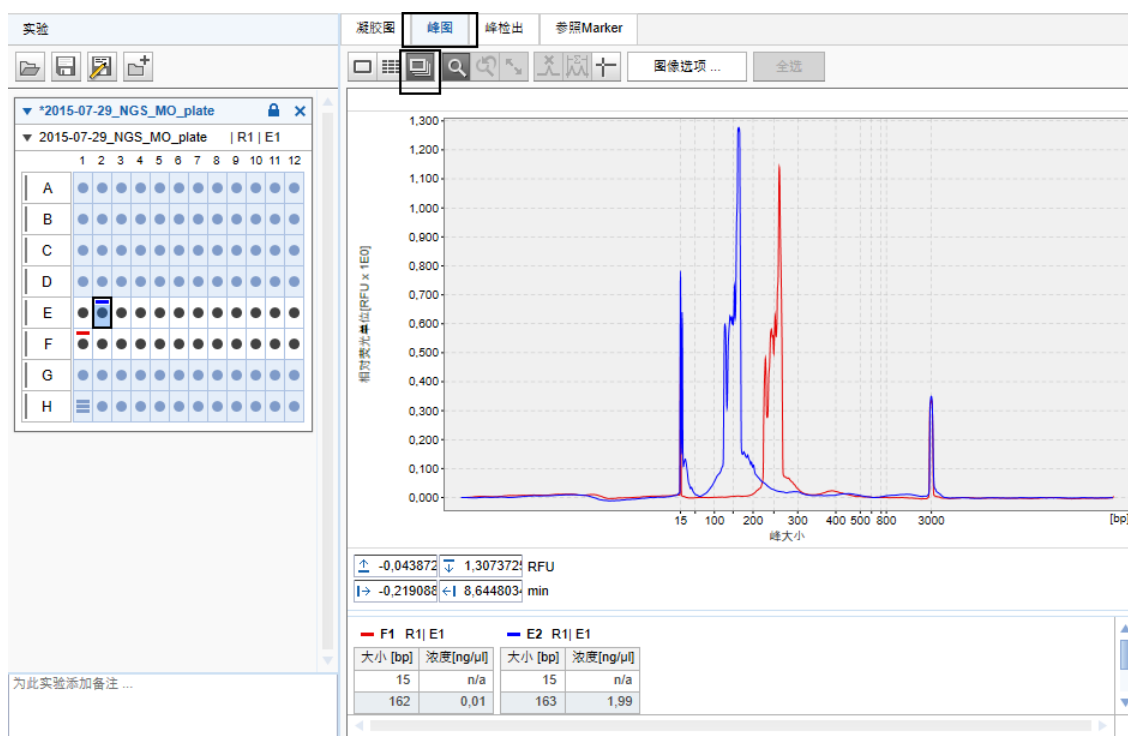 实验
凝胶图 峰图 峰检出 参照Marker
图像选项 ... 全选
*2015-07-29_NGS_MO_plate
2015-07-29_NGS_MO_plate | R1 | E1
1 2 3 4 5 6 7 8 9 10 11 12
A
B
C
D
E
F
G
H
为此实验添加备注 ...
相对荧光单位[RFU x 1E0]
1,300
1,200
1,100
1,000
0,900
0,800
0,700
0,600
0,500
0,400
0,300
0,200
0,100
0,000
15 100 200 300 400 500 800 3000 [bp]
峰大小
-0,043872 1,307372 RFU
-0,219088 8,644803 min
F1 R1| E1 E2 R1| E1
大小 [bp] 浓度[ng/µl] 大小 [bp] 浓度[ng/µl]
15 n/a 15 n/a
162 0,01 163 1,99